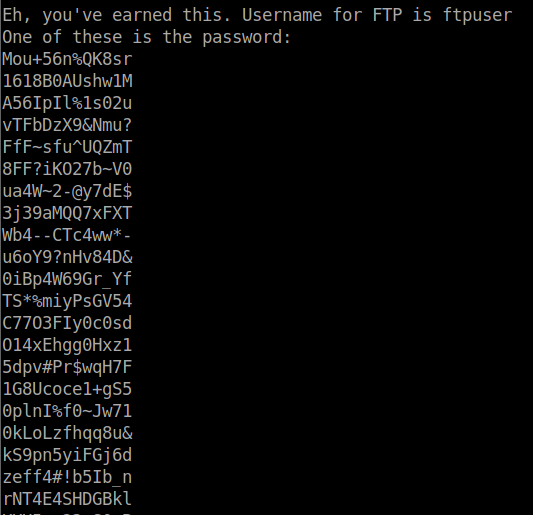 Eh, you've earned this. Username for FTP is ftpuser
One of these is the password:
Mou+56n%QK8sr
1618B0AUshw1M
A56IpIl%1s02u
vTFbDzX9&Nmu?
FfF~sfu^UQZmT
8FF?iKO27b~V0
ua4W~2-@y7dE$
3j39aMQQ7xFXT
Wb4--CTc4ww*-
u6oY9?nHv84D&
0iBp4W69Gr_Yf
TS*%miyPsGV54
C77O3FIy0c0sd
O14xEhgg0Hxz1
5dpv#Pr$wqH7F
1G8Ucoce1+gS5
0plnI%f0~Jw71
0kLoLzfhqq8u&
kS9pn5yiFGj6d
zeff4#!b5Ib_n
rNT4E4SHDGBkl